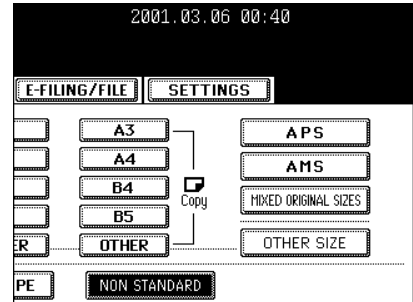 2001.03.06 00:40
E-FILING/FILE SETTINGS
A3 APS
A4 AMS
B4 Copy MIXED ORIGINAL SIZES
B5
ER OTHER OTHER SIZE
PE NON STANDARD